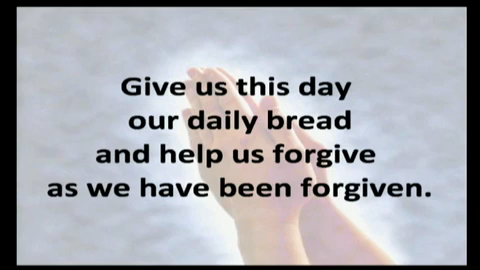 Give us this day
our daily bread
and help us forgive
as we have been forgiven.